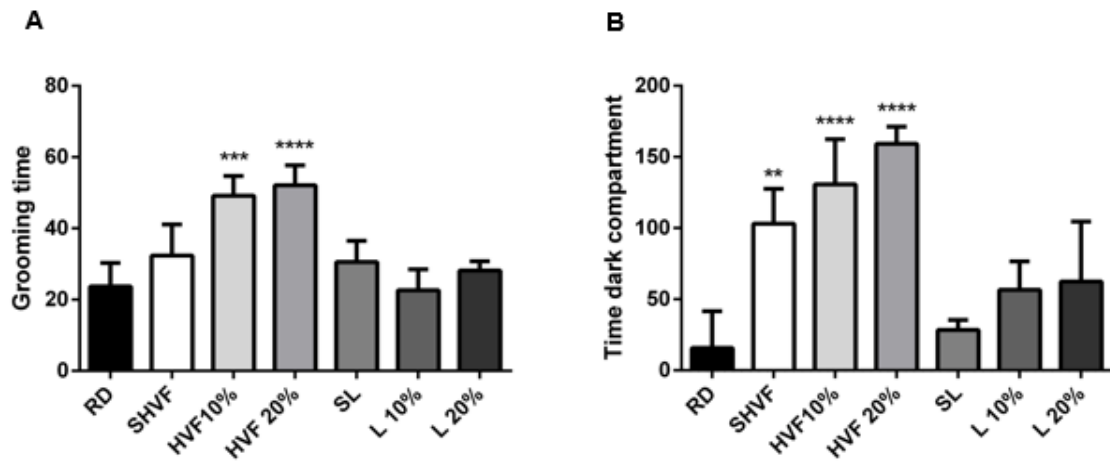 A
Grooming time
80
60
40
20
0
***
****
RD
SHVF
HVF10%
HVF 20%
SL
L 10%
L 20%
B
Time dark compartment
200
150
100
50
0
**
****
****
RD
SHVF
HVF10%
HVF 20%
SL
L 10%
L 20%